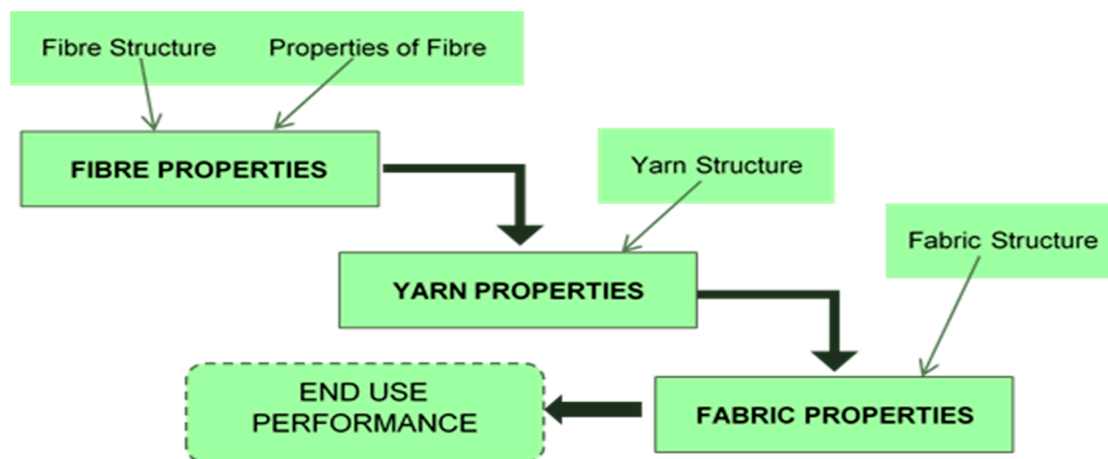 Fibre Structure
Properties of Fibre
FIBRE PROPERTIES
Yarn Structure
YARN PROPERTIES
Fabric Structure
FABRIC PROPERTIES
END USE
PERFORMANCE